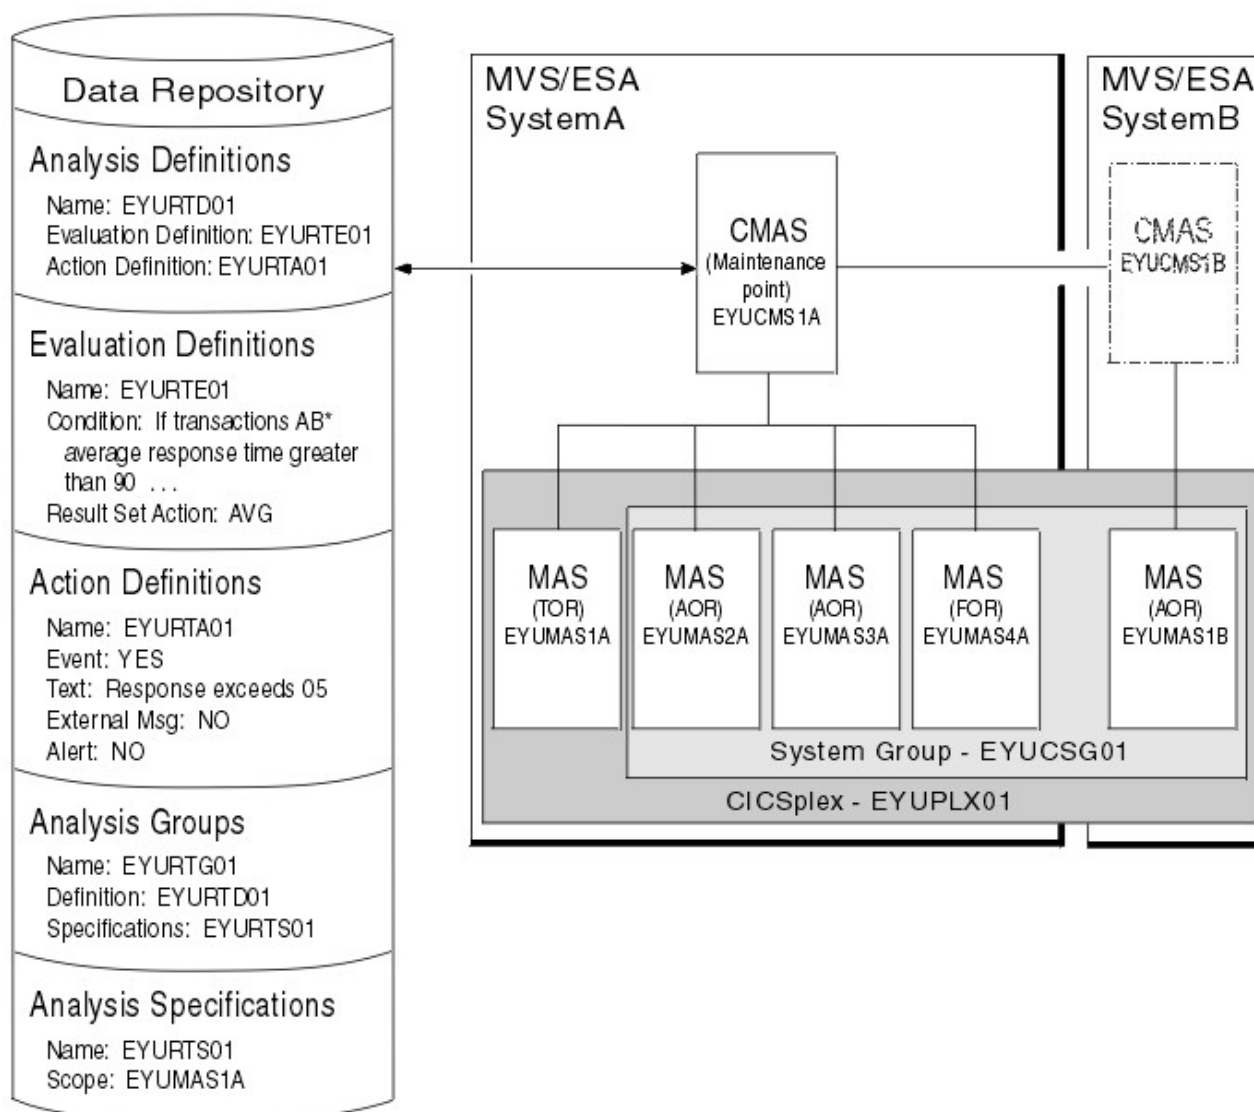 Data Repository
Analysis Definitions
Name: EYURTD01
Evaluation Definition: EYURTE01
Action Definition: EYURTA01
Evaluation Definitions
Name: EYURTE01
Condition: If transactions AB*
average response time greater
than 90 ...
Result Set Action: AVG
Action Definitions
Name: EYURTA01
Event: YES
Text: Response exceeds 05
External Msg: NO
Alert: NO
Analysis Groups
Name: EYURTG01
Definition: EYURTD01
Specifications: EYURTS01
Analysis Specifications
Name: EYURTS01
Scope: EYUMAS1A
MVS/ESA
SystemA
CMAS
(Maintenance
point)
EYUCMS1A
MVS/ESA
SystemB
CMAS
EYUCMS1B
MAS
(TOR)
EYUMAS1A
MAS
(AOR)
EYUMAS2A
MAS
(AOR)
EYUMAS3A
MAS
(FOR)
EYUMAS4A
MAS
(AOR)
EYUMAS1B
System Group - EYUCSG01
CICSplex - EYUPLX01